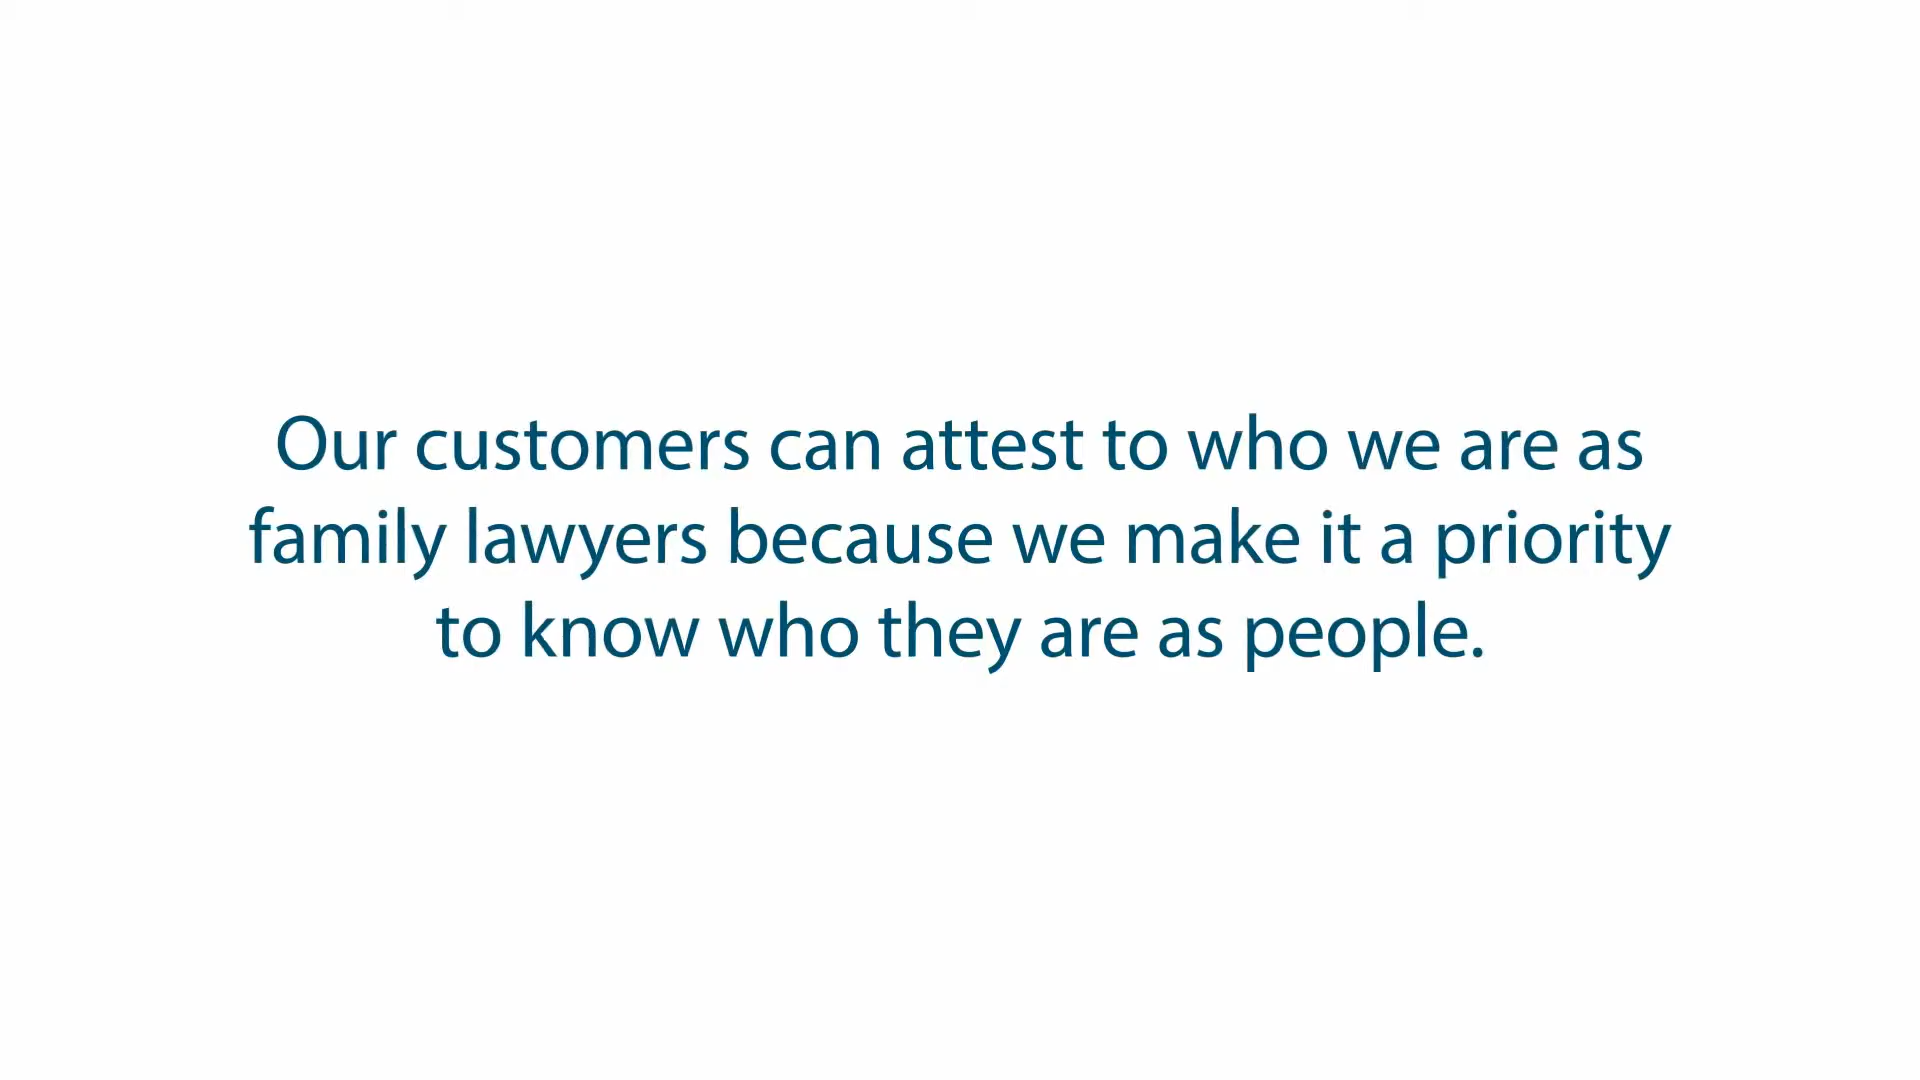 Our customers can attest to who we are as
family lawyers because we make it a priority
to know who they are as people.